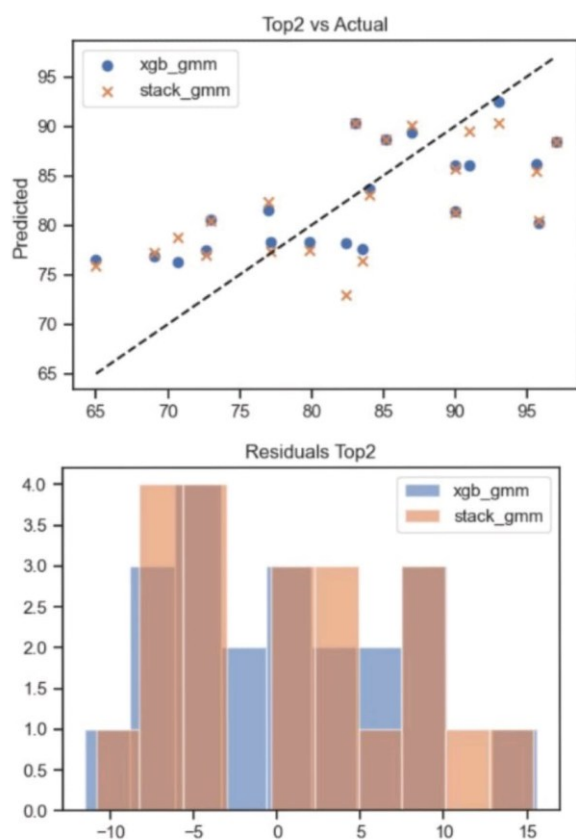 Top2 vs Actual
xgb_gmm
stack_gmm
Predicted
95
90
85
80
75
70
65
65 70 75 80 85 90 95
Residuals Top2
xgb_gmm
stack_gmm
4.0
3.5
3.0
2.5
2.0
1.5
1.0
0.5
0.0
−10 −5 0 5 10 15